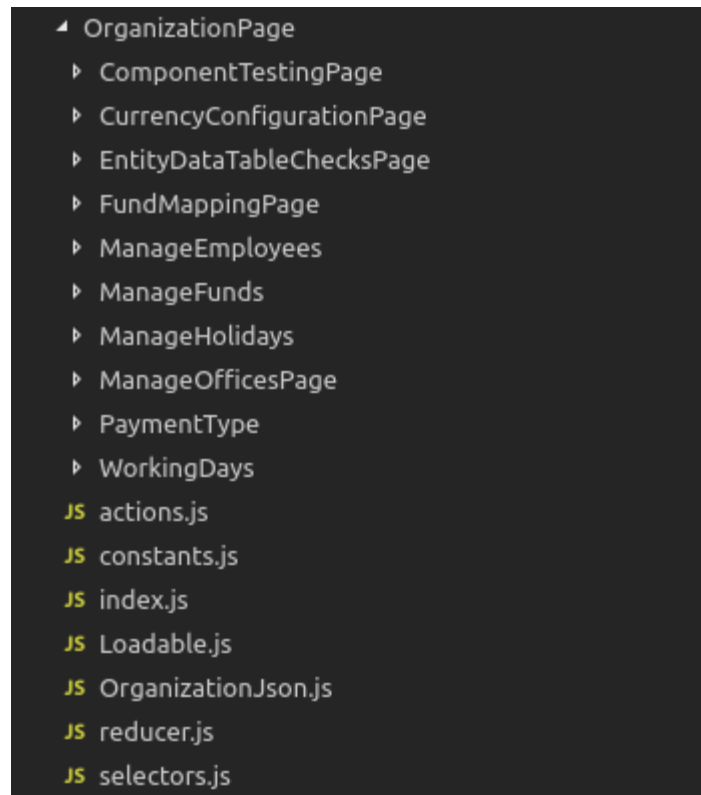 OrganizationPage
ComponentTestingPage
CurrencyConfigurationPage
EntityDataTableChecksPage
FundMappingPage
ManageEmployees
ManageFunds
ManageHolidays
ManageOfficesPage
PaymentType
WorkingDays
JS actions.js
JS constants.js
JS index.js
JS Loadable.js
JS OrganizationJson.js
JS reducer.js
JS selectors.js